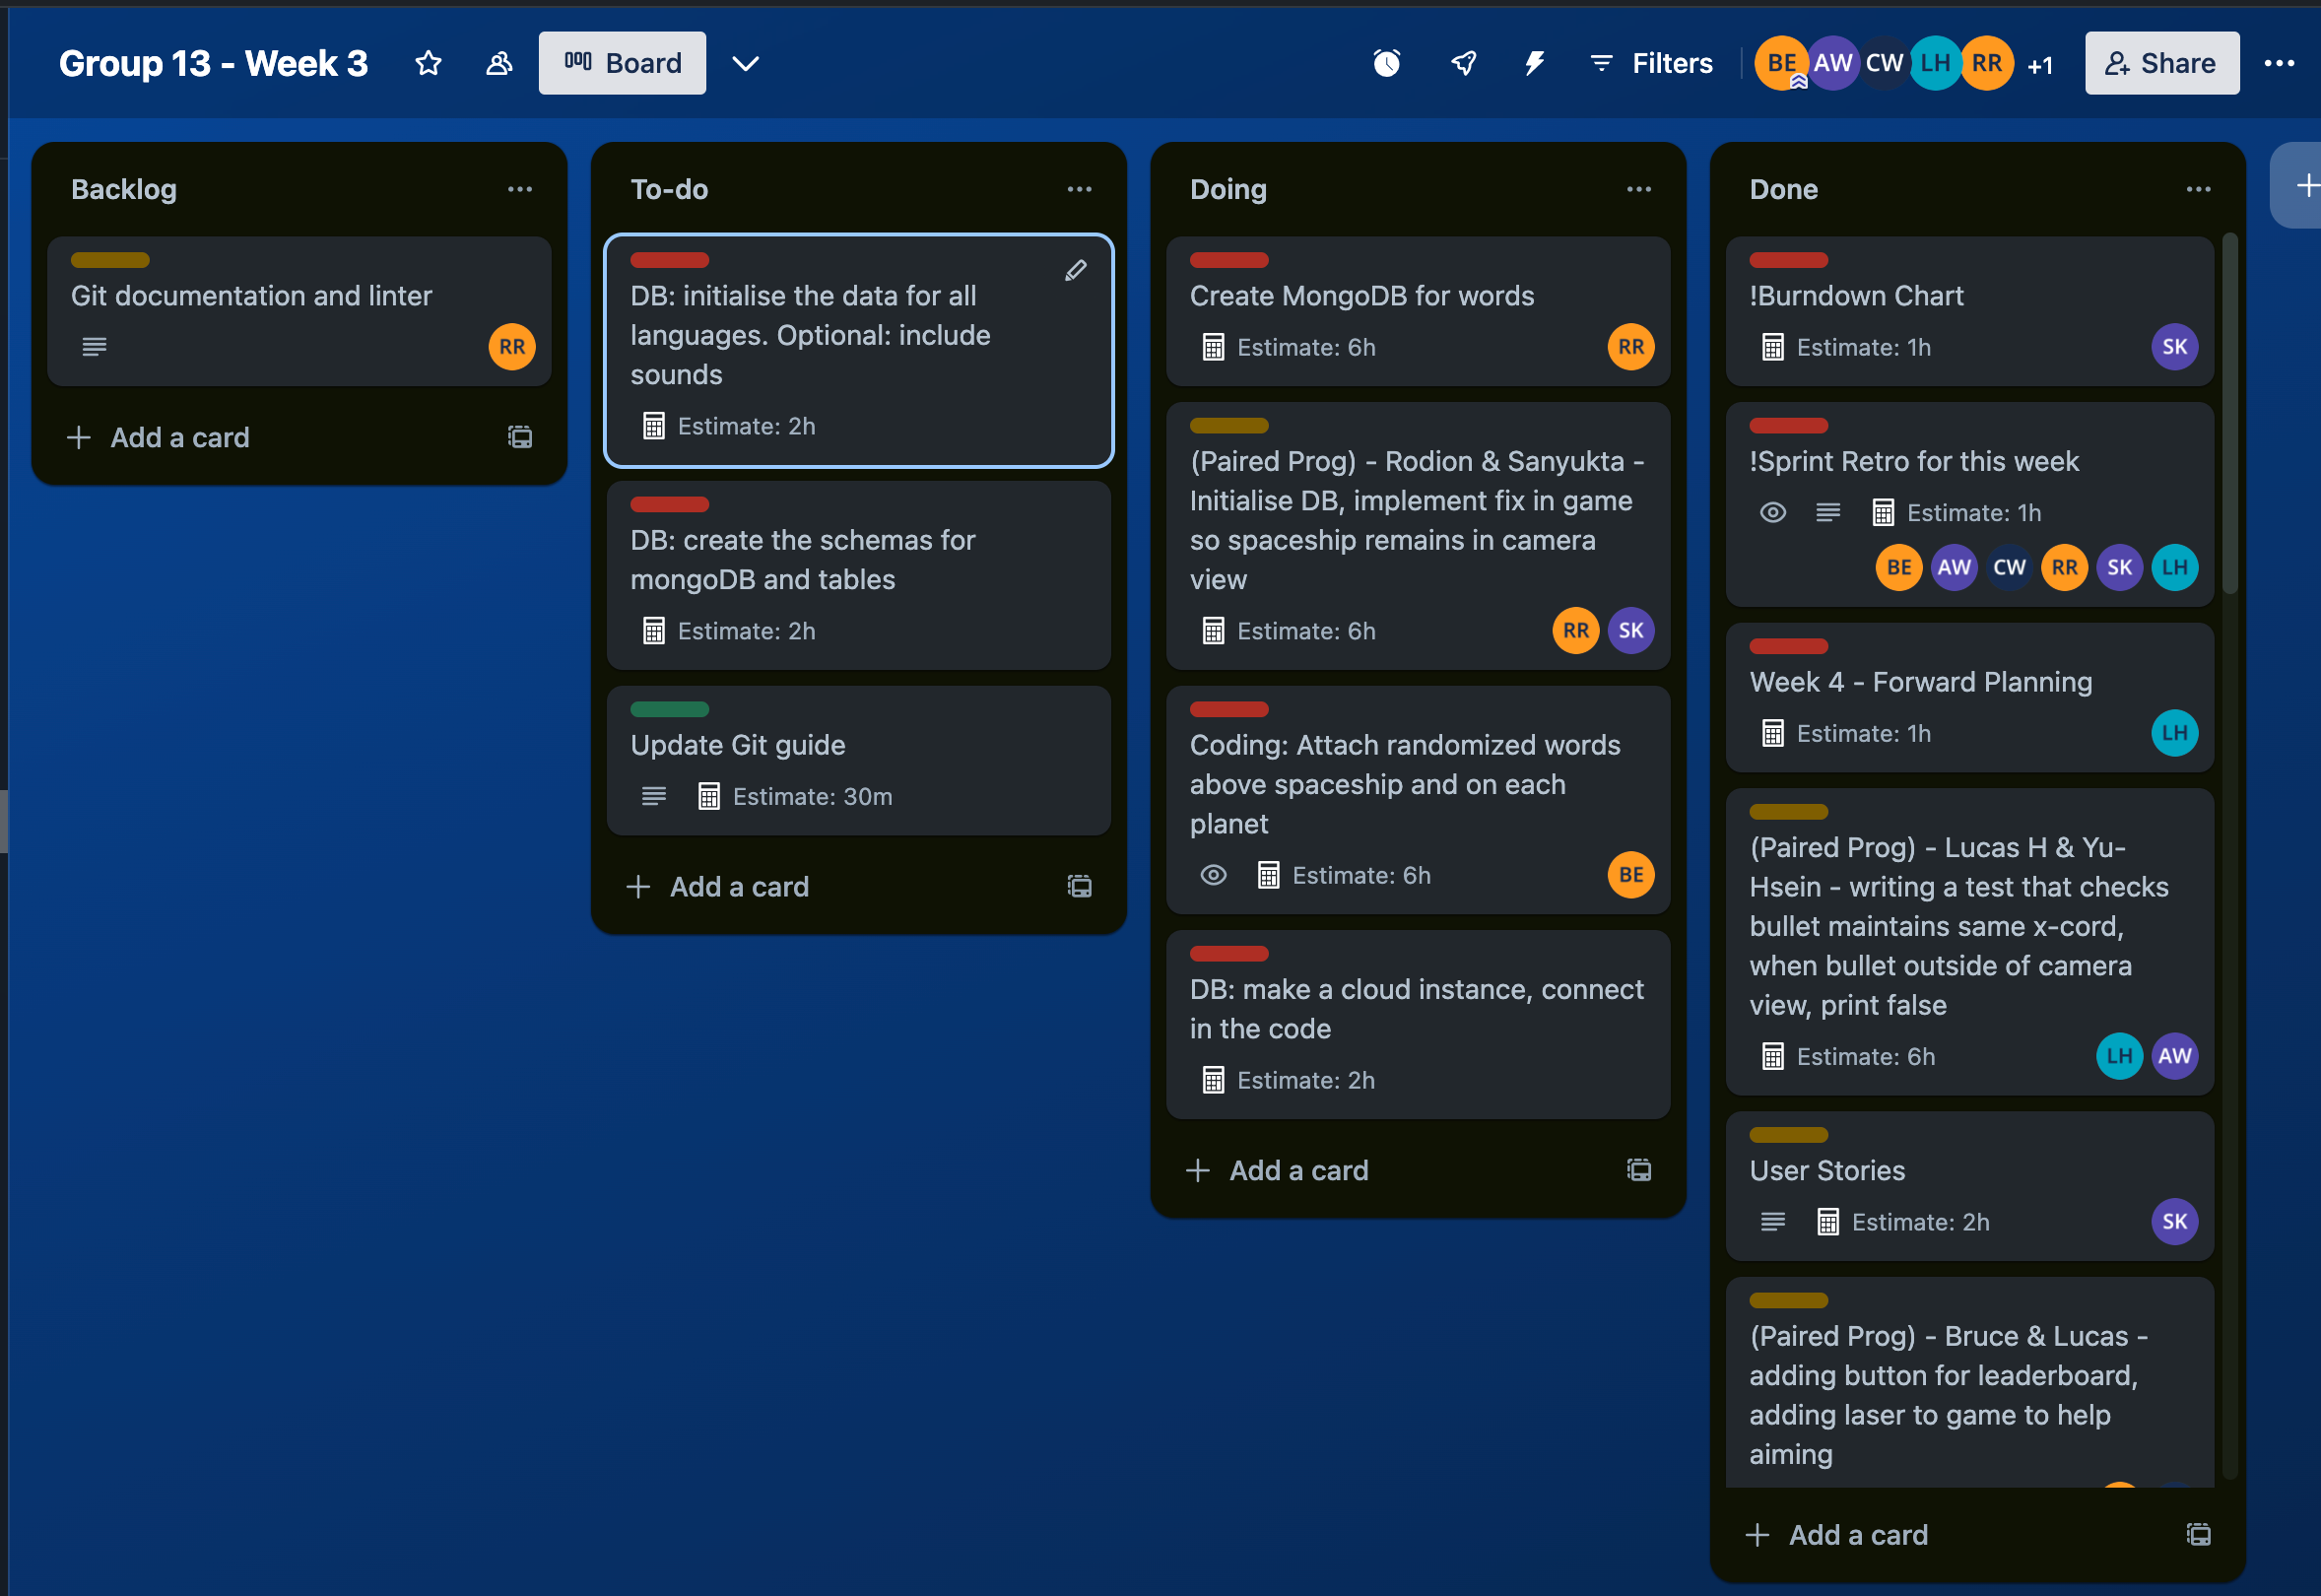 Group 13 - Week 3
Board
Filters
BE
AW
CW
LH
RR
+1
Share
Backlog
Git documentation and linter
RR
Add a card
To-do
DB: initialise the data for all
languages. Optional: include
sounds
Estimate: 2h
DB: create the schemas for
mongoDB and tables
Estimate: 2h
Update Git guide
Estimate: 30m
Add a card
Doing
Create MongoDB for words
Estimate: 6h
RR
(Paired Prog) - Rodion & Sanyukta -
Initialise DB, implement fix in game
so spaceship remains in camera
view
Estimate: 6h
RR
SK
Coding: Attach randomized words
above spaceship and on each
planet
Estimate: 6h
BE
DB: make a cloud instance, connect
in the code
Estimate: 2h
Add a card
Done
!Burndown Chart
Estimate: 1h
SK
!Sprint Retro for this week
Estimate: 1h
BE
AW
CW
RR
SK
LH
Week 4 - Forward Planning
Estimate: 1h
LH
(Paired Prog) - Lucas H & Yu-
Hsein - writing a test that checks
bullet maintains same x-cord,
when bullet outside of camera
view, print false
Estimate: 6h
LH
AW
User Stories
Estimate: 2h
SK
(Paired Prog) - Bruce & Lucas -
adding button for leaderboard,
adding laser to game to help
aiming
Add a card